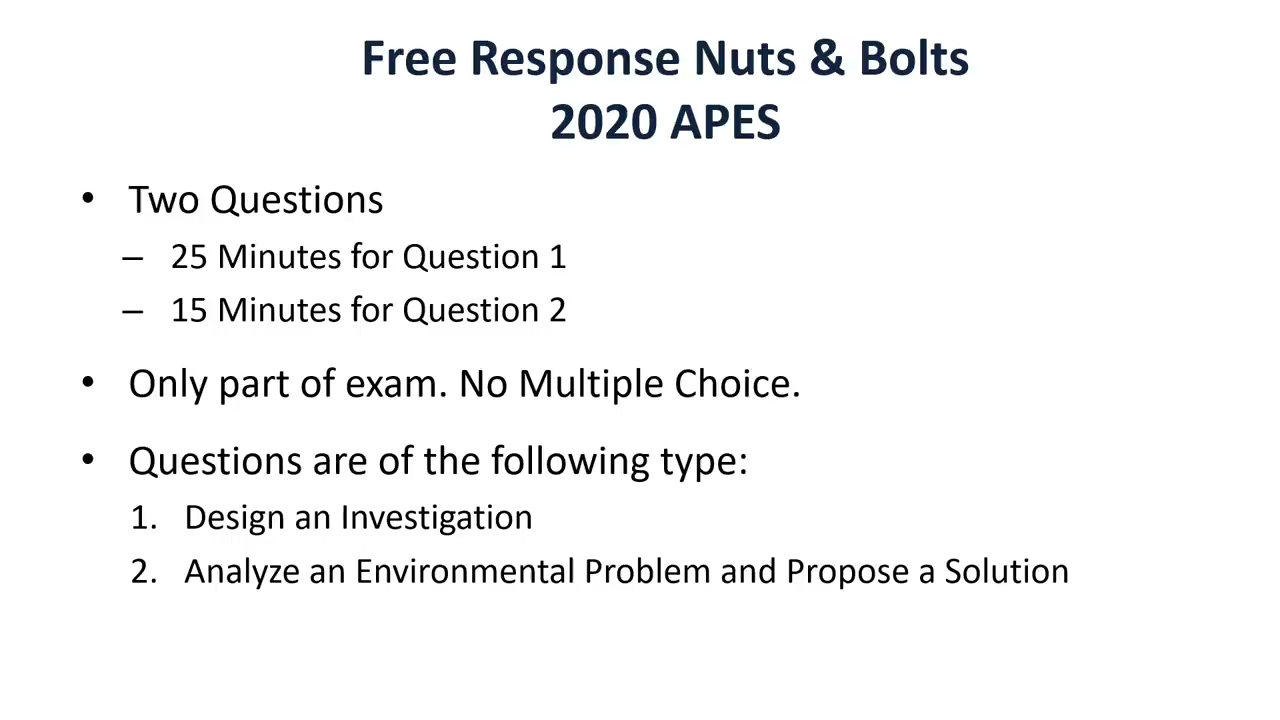 Free Response Nuts & Bolts
2020 APES
• Two Questions
– 25 Minutes for Question 1
– 15 Minutes for Question 2
• Only part of exam. No Multiple Choice.
• Questions are of the following type:
1. Design an Investigation
2. Analyze an Environmental Problem and Propose a Solution